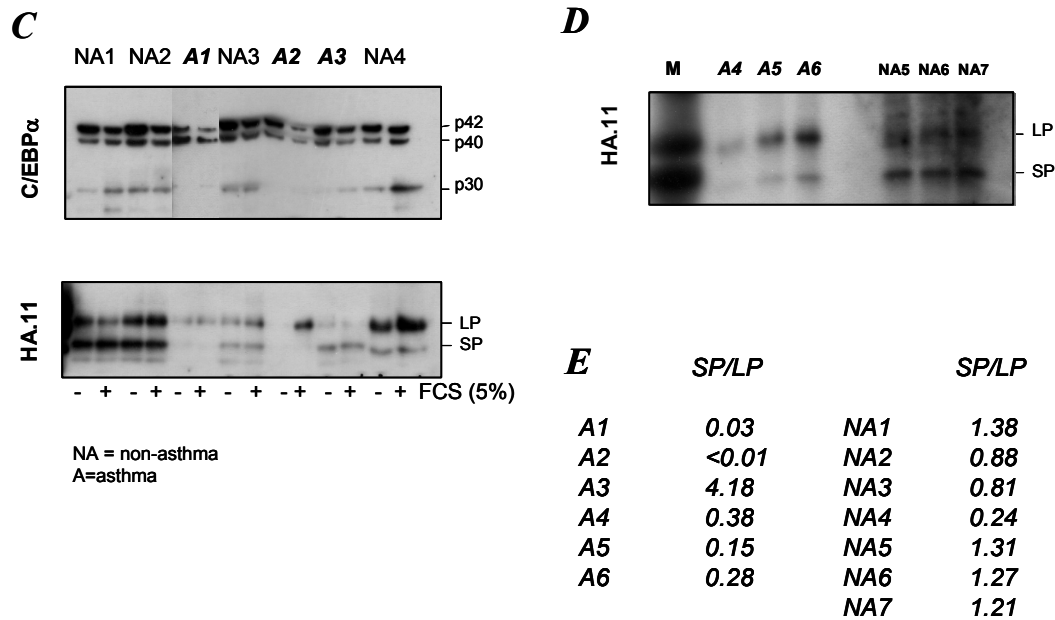 C
NA1 NA2 A1 NA3 A2 A3 NA4
C/EBPα
p42
p40
p30
HA.11
LP
SP
- + - + - + - + - + - + - + FCS (5%)
NA = non-asthma
A=asthma
D
M A4 A5 A6 NA5 NA6 NA7
HA.11
LP
SP
E
SP/LP SP/LP
A1 0.03 NA1 1.38
A2 <0.01 NA2 0.88
A3 4.18 NA3 0.81
A4 0.38 NA4 0.24
A5 0.15 NA5 1.31
A6 0.28 NA6 1.27
NA7 1.21